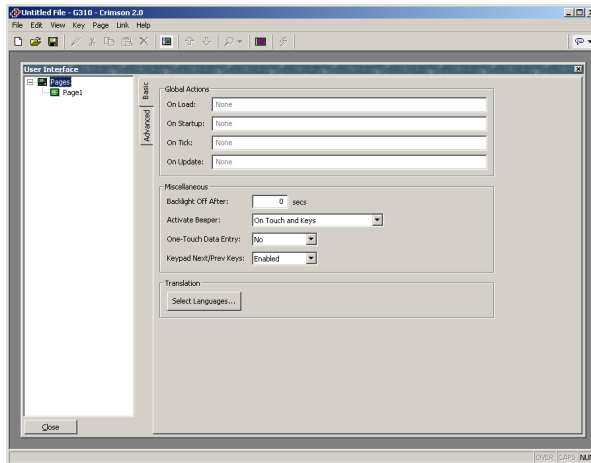 Untitled File - G310 - Crimson 2.0
File Edit View Key Page Link Help
User Interface
Pages
Page1
Basic
Advanced
Global Actions
On Load: None
On Startup: None
On Tick: None
On Update: None
Miscellaneous
Backlight Off After: 0 secs
Activate Beeper: On Touch and Keys
One-Touch Data Entry: No
Keypad Next/Prev Keys: Enabled
Translation
Select Languages...
Close
OVER CAPS NUM